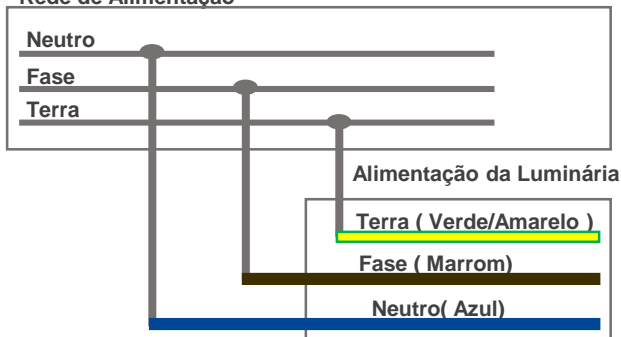 Rede de Alimentação
Neutro
Fase
Terra
Alimentação da Luminária
Terra ( Verde/Amarelo )
Fase ( Marrom)
Neutro( Azul)